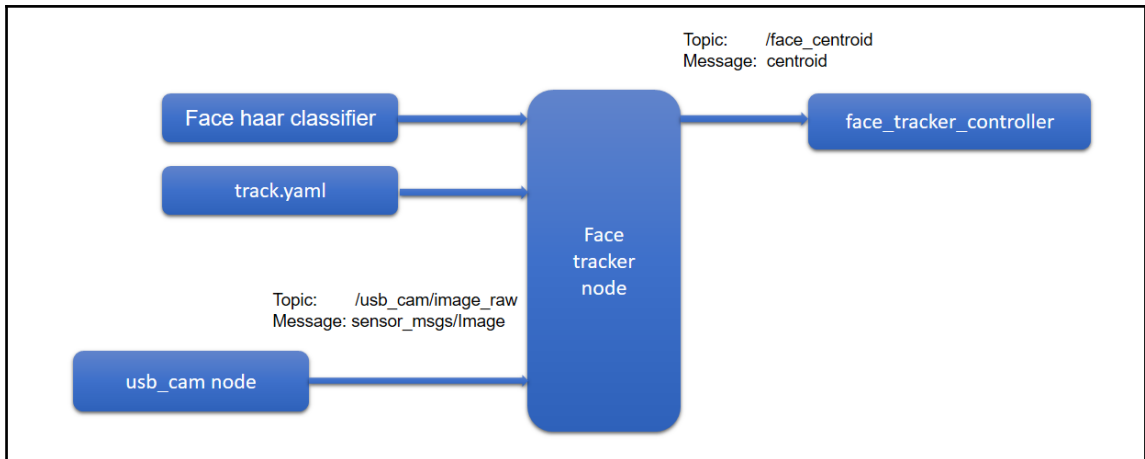 Topic: /face_centroid
Message: centroid
Face haar classifier
face_tracker_controller
track.yaml
Face
tracker
node
Topic: /usb_cam/image_raw
Message: sensor_msgs/Image
usb_cam node